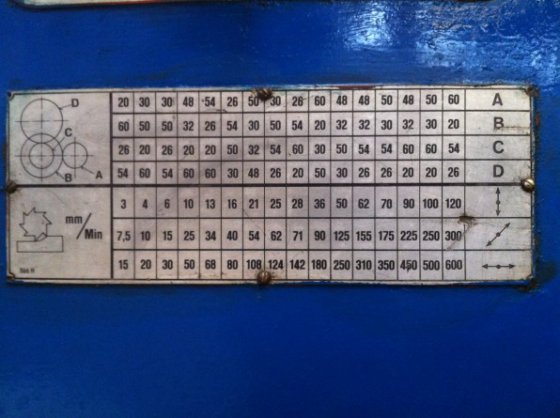 D
C
B A
20 30 30 48 54 26 50 30 26 60 48 48 50 48 50 60 A
60 50 50 32 26 54 30 50 54 20 32 32 30 32 30 20 B
26 20 26 20 20 50 32 54 60 30 50 54 54 60 60 54 C
54 60 54 60 60 30 48 26 20 50 30 26 26 20 20 26 D
mm/Min
3 4 6 10 13 16 21 25 28 36 50 62 70 90 100 120
7,5 10 15 25 34 40 54 62 71 90 125 155 175 225 250 300
15 20 30 50 68 80 108 124 142 180 250 310 350 450 500 600